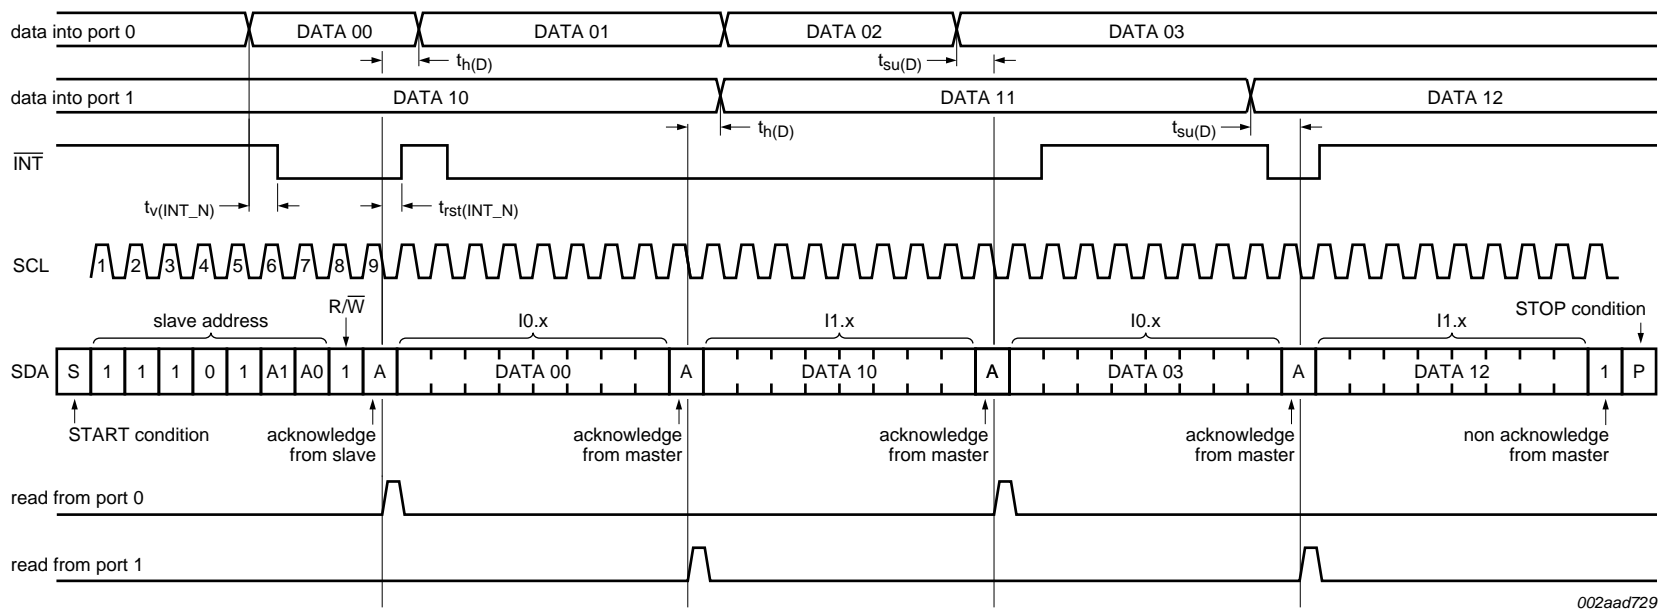 data into port 0 DATA 00 DATA 01 DATA 02 DATA 03
th(D) tsu(D)
data into port 1 DATA 10 DATA 11 DATA 12
th(D) tsu(D)
INT
tv(INT_N) trst(INT_N)
SCL 1 2 3 4 5 6 7 8 9
R/W
slave address I0.x I1.x I0.x I1.x STOP condition
SDA S 1 1 1 0 1 A1 A0 1 A DATA 00 A DATA 10 A DATA 03 A DATA 12 1 P
START condition acknowledge acknowledge acknowledge acknowledge non acknowledge
from slave from master from master from master from master
read from port 0
read from port 1
002aad729